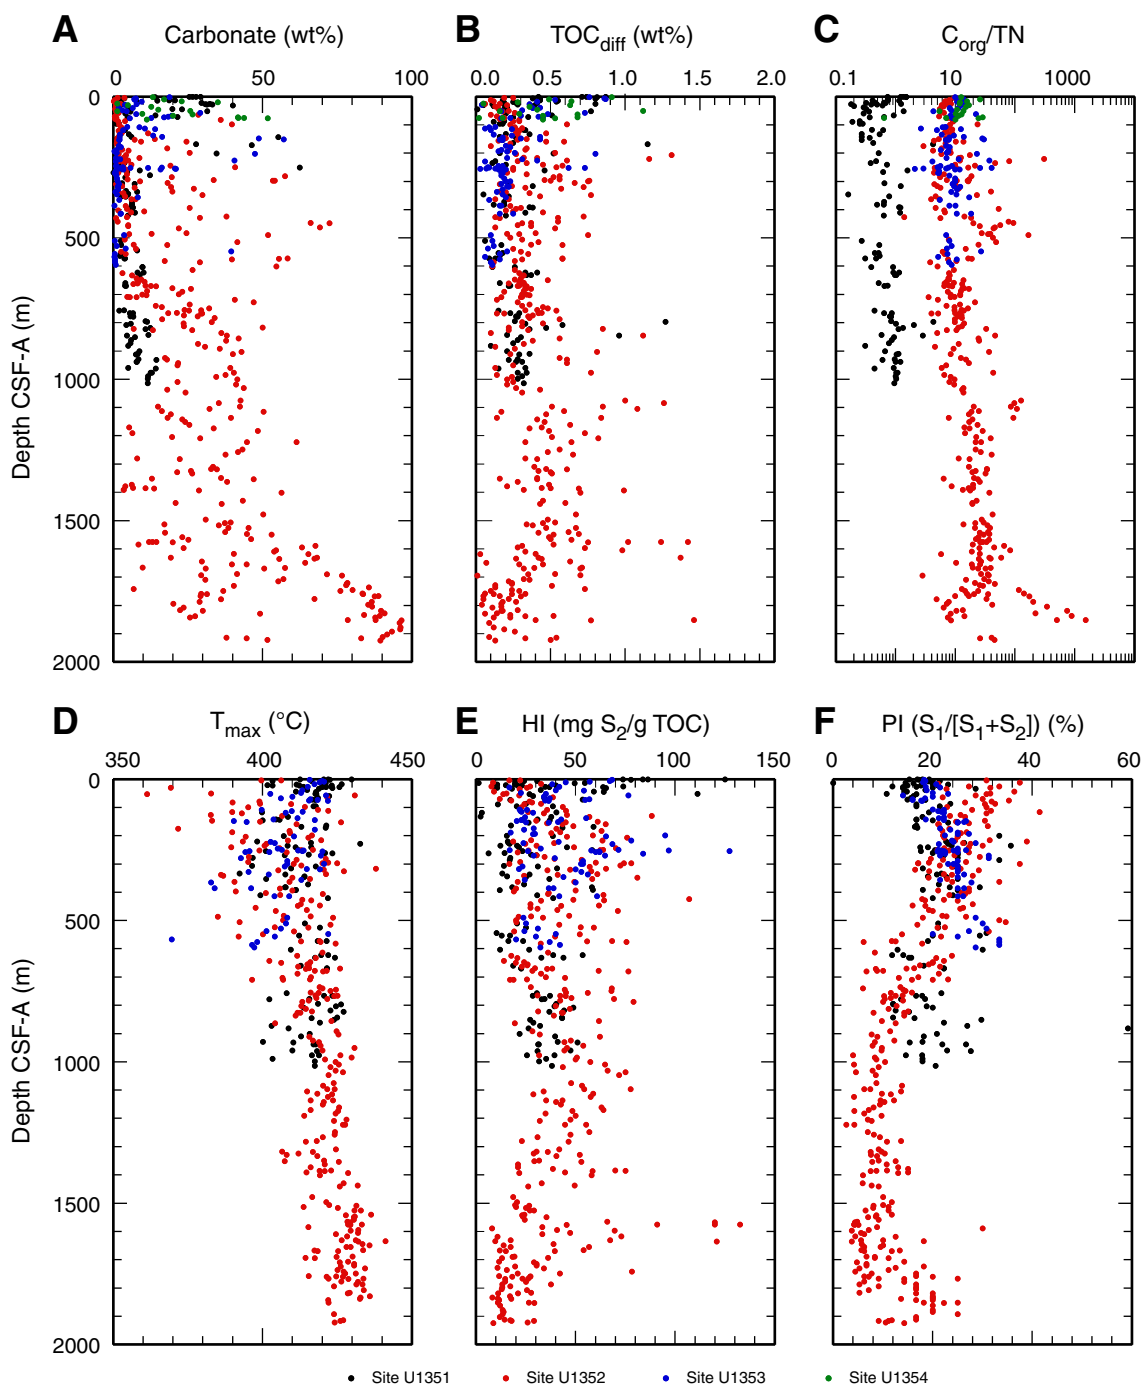 A Carbonate (wt%) B TOCdiff (wt%) C Corg/TN
0 50 100 0.0 0.5 1.0 1.5 2.0 0.1 10 1000
0
500
Depth CSF-A (m)
1000
1500
2000
D Tmax (°C) E HI (mg S2/g TOC) F PI (S1/[S1+S2]) (%)
350 400 450 0 50 100 150 0 20 40 60
0
500
Depth CSF-A (m)
1000
1500
2000
Site U1351 Site U1352 Site U1353 Site U1354